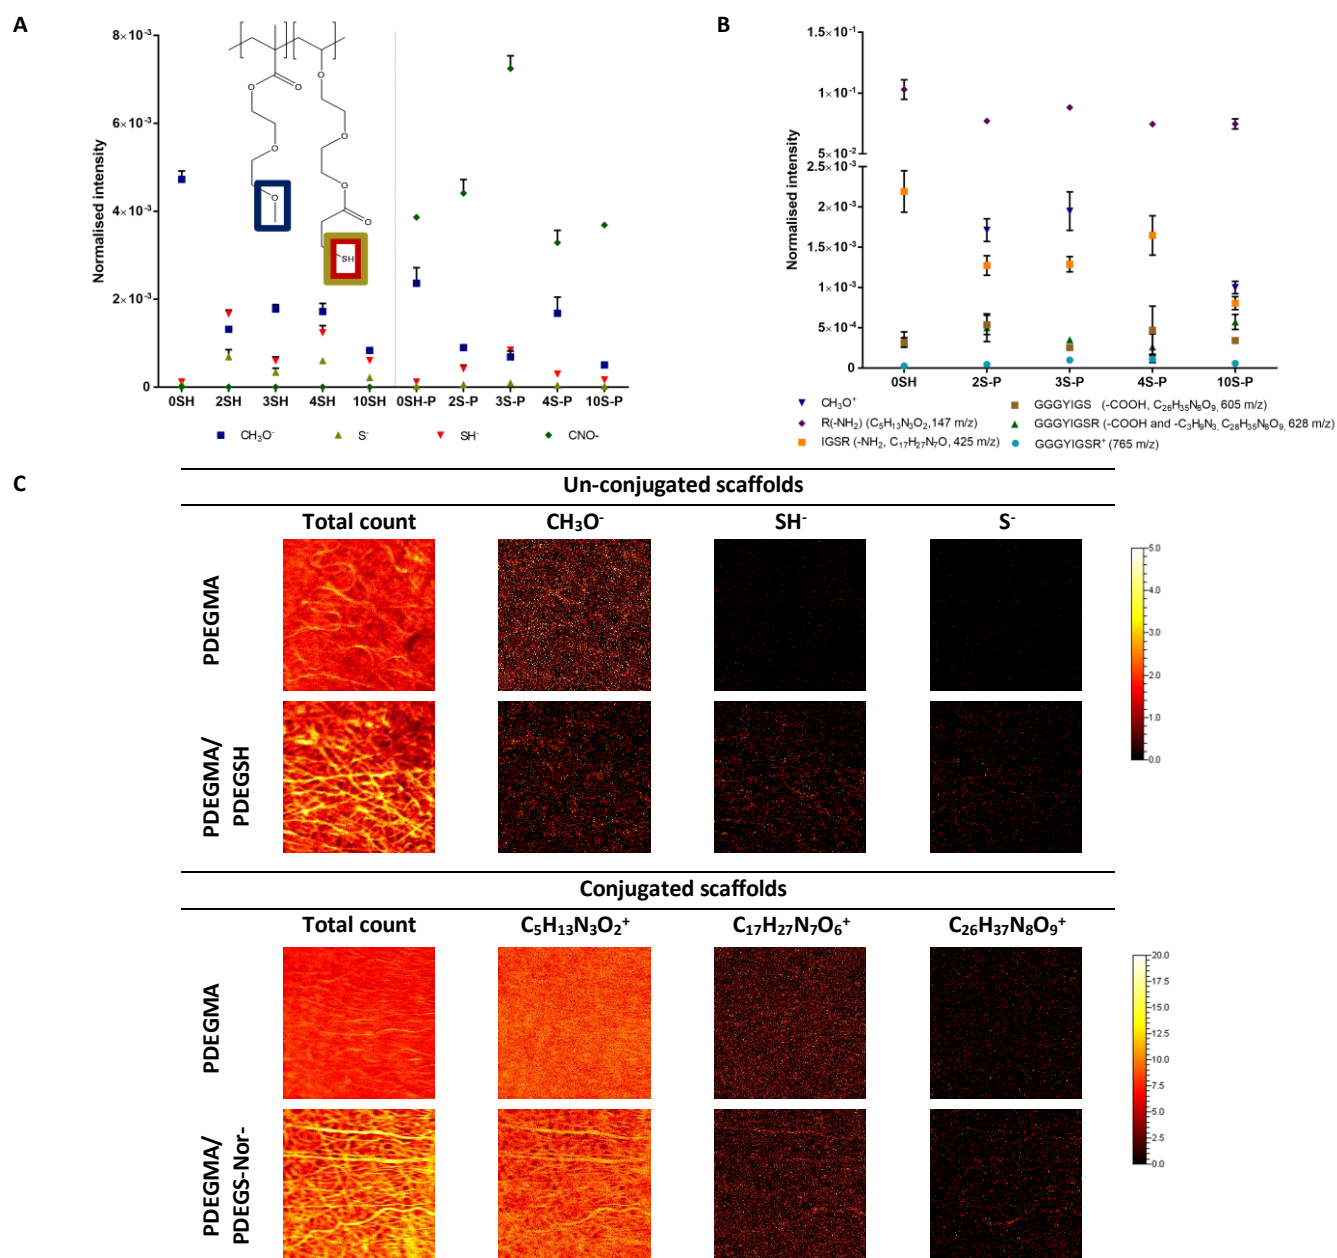 A
8×10⁻³
6×10⁻³
4×10⁻³
2×10⁻³
0
Normalised intensity
O
O
O
O
O
O
O
O
O
SH
0SH 2SH 3SH 4SH 10SH 0SH-P 2S-P 3S-P 4S-P 10S-P
CH₃O⁻ S⁻ SH⁻ CNO-
B
1.5×10⁻¹
1×10⁻¹
5×10⁻²
2.5×10⁻³
2×10⁻³
1.5×10⁻³
1×10⁻³
5×10⁻⁴
0
Normalised intensity
0SH 2S-P 3S-P 4S-P 10S-P
CH₃O⁺ GGGYIGS (-COOH, C₂₆H₃₅N₈O₉, 605 m/z)
R(-NH₂) (C₅H₁₃N₃O₂,147 m/z) GGGYIGSR (-COOH and -C₃H₉N₃, C₂₈H₃₅N₈O₉, 628 m/z)
IGSR (-NH₂, C₁₇H₂₇N₇O, 425 m/z) GGGYIGSR⁺ (765 m/z)
C
Un-conjugated scaffolds
Total count CH₃O⁻ SH⁻ S⁻
PDEGMA
PDEGMA/
PDEGSH
5.0
4.0
3.0
2.0
1.0
0.0
Conjugated scaffolds
Total count C₅H₁₃N₃O₂⁺ C₁₇H₂₇N₇O₆⁺ C₂₆H₃₇N₈O₉⁺
PDEGMA
PDEGMA/
PDEGS-Nor-
20.0
17.5
15.0
12.5
10.0
7.5
5.0
2.5
0.0